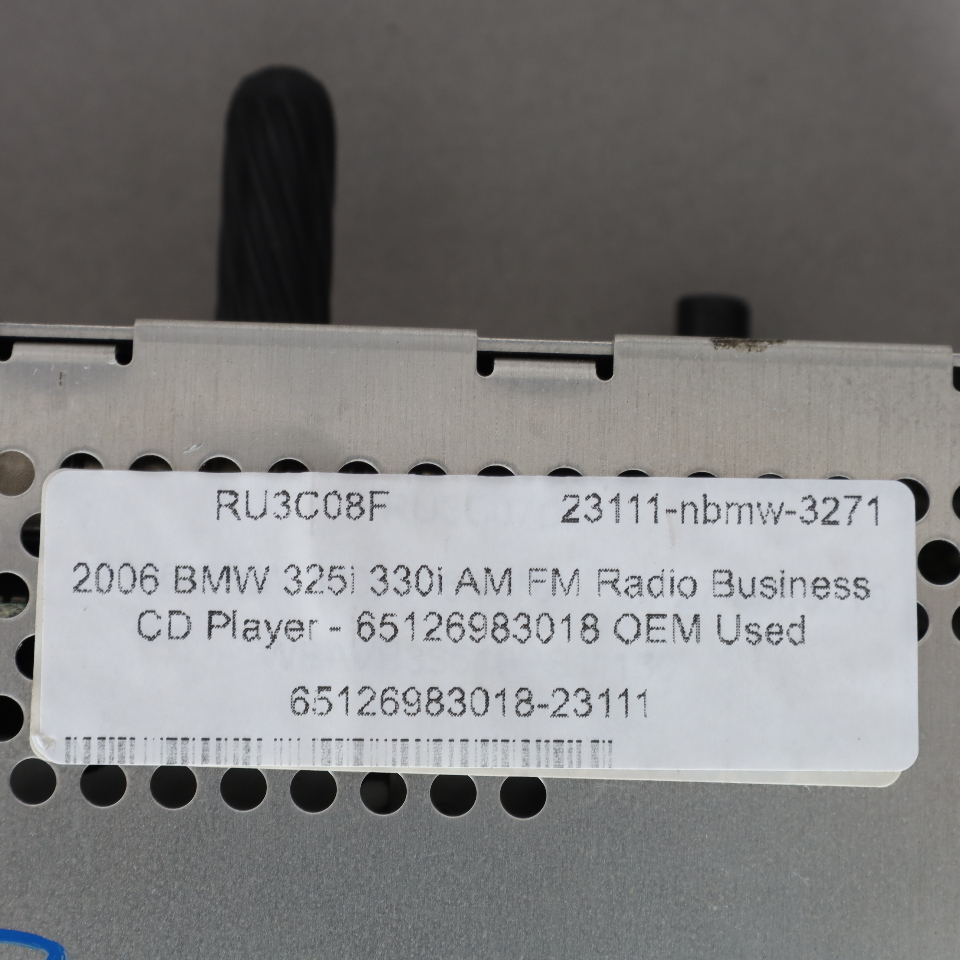 RU3C08F 23111-nbmw-3271
2006 BMW 325i 330i AM FM Radio Business
CD Player - 65126983018 OEM Used
65126983018-23111